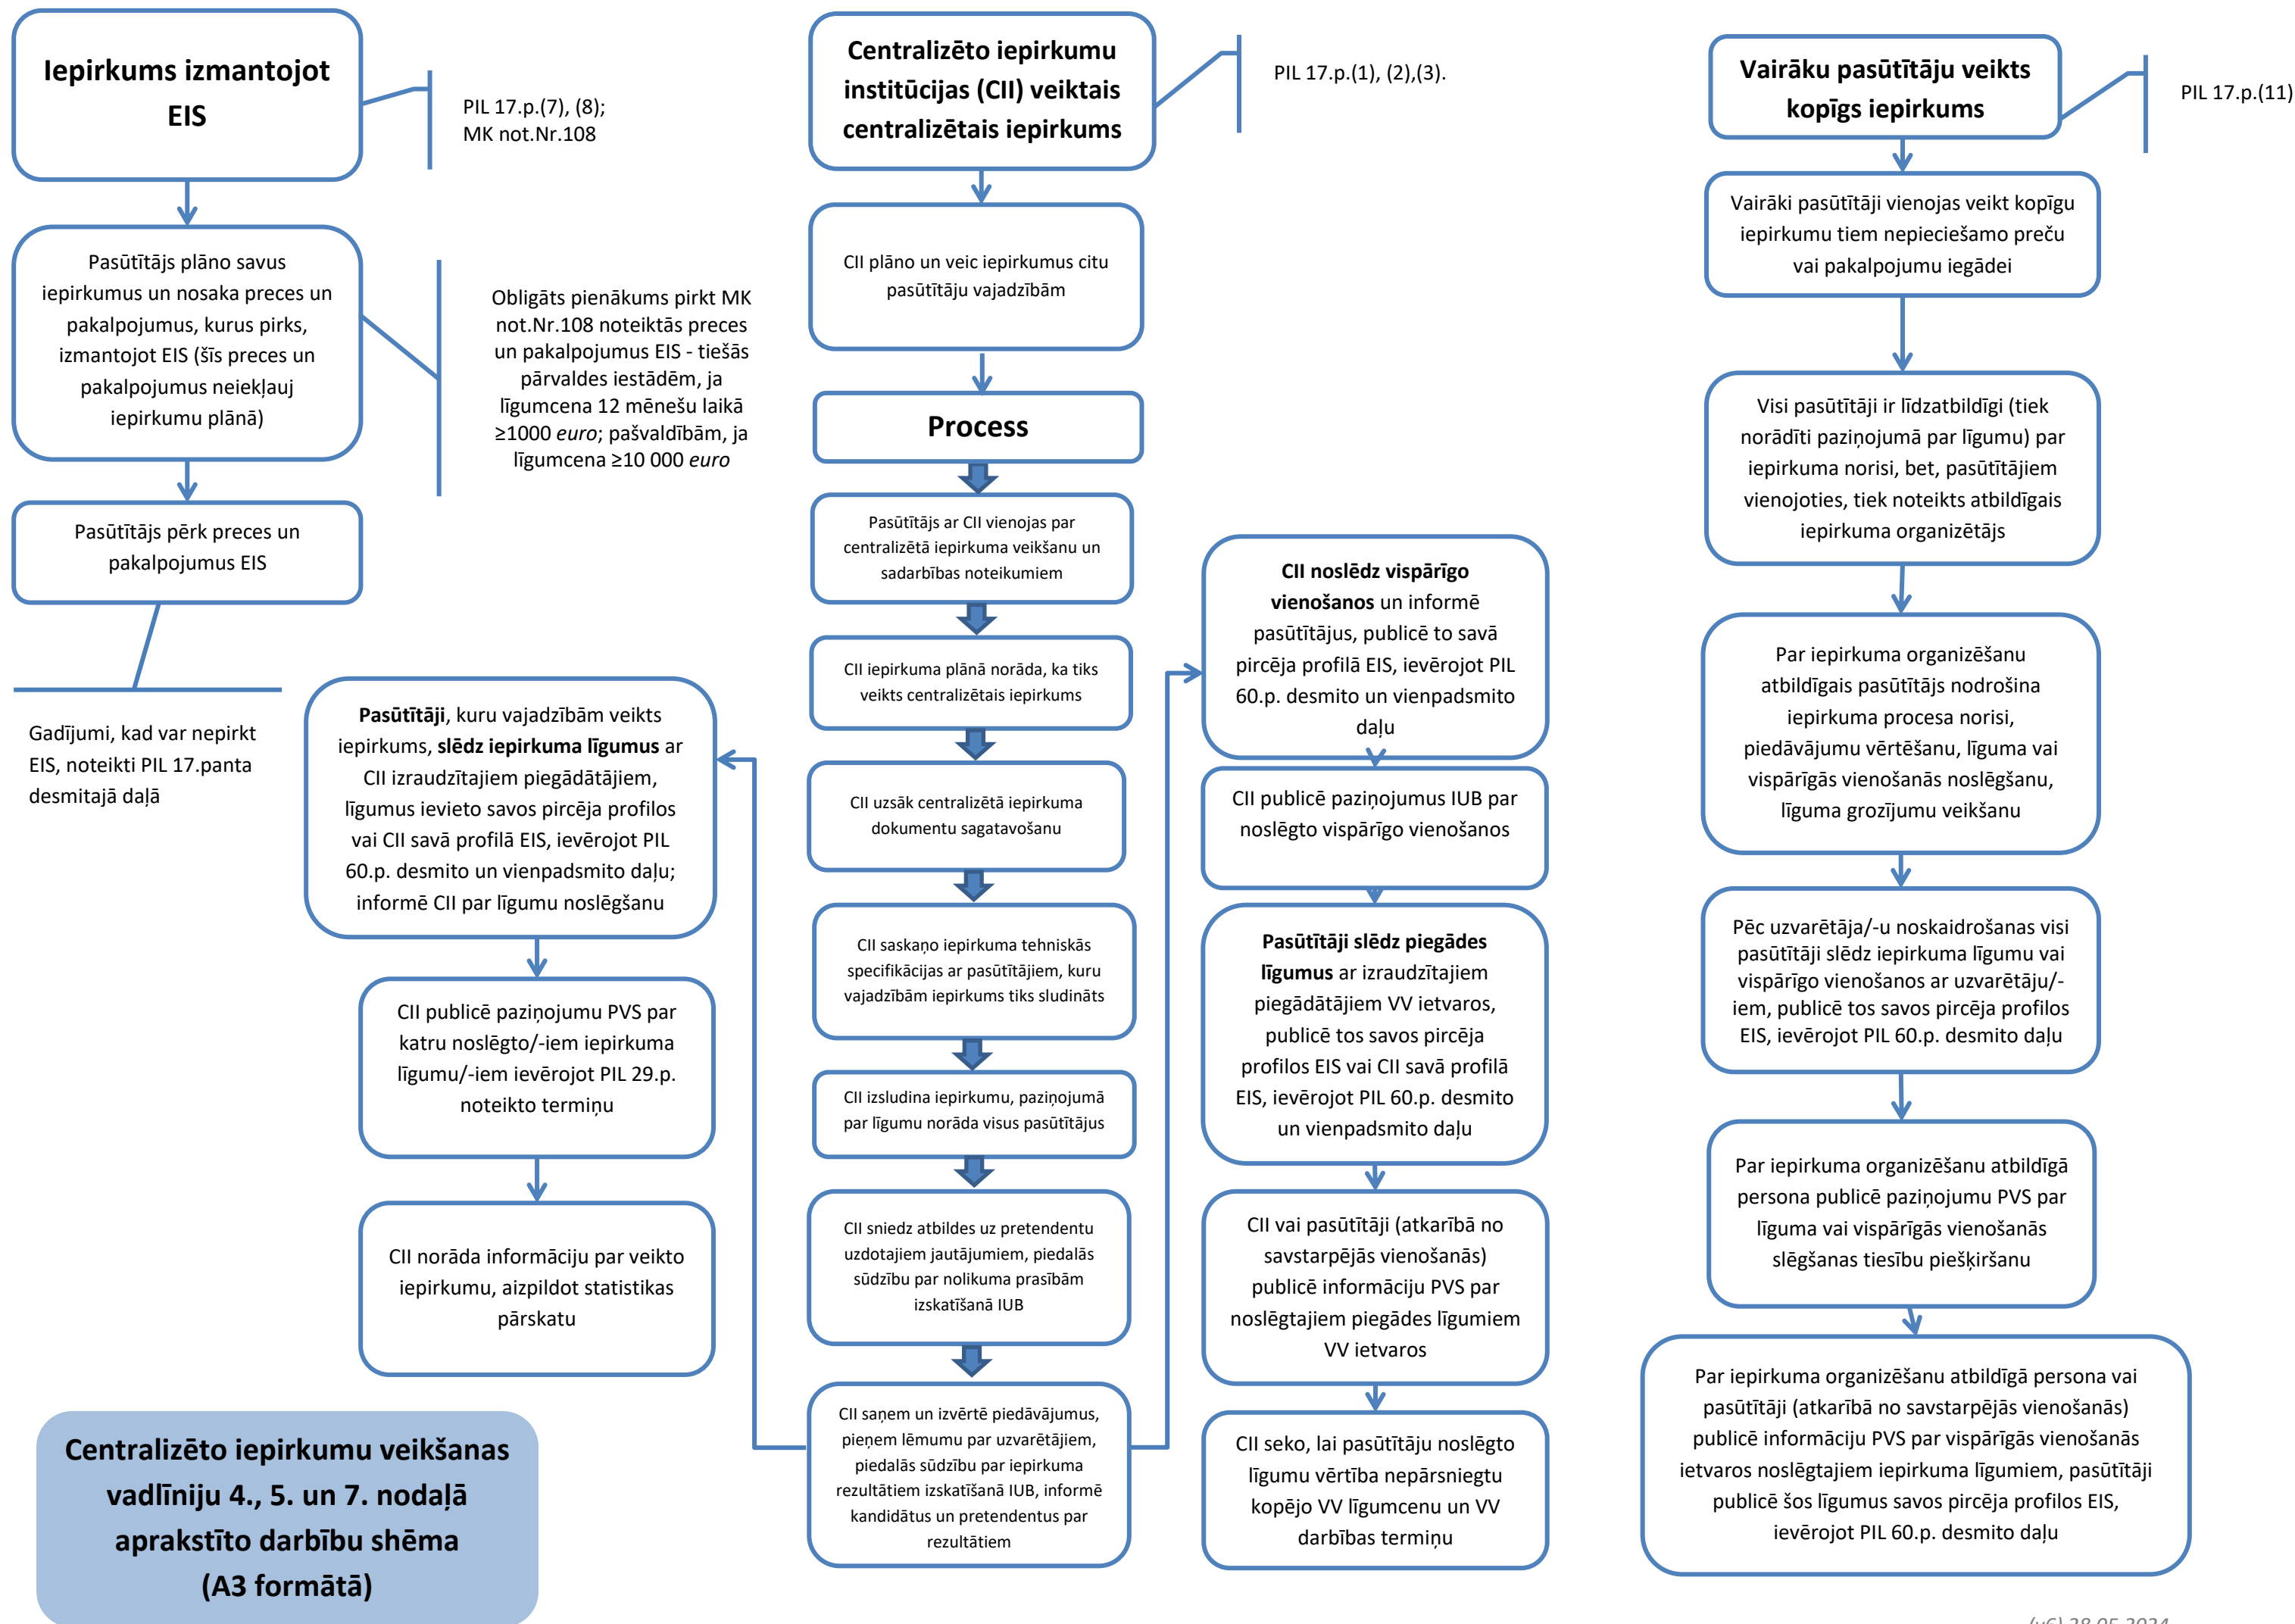 Iepirkums izmantojot
EIS
PIL 17.p.(7), (8);
MK not.Nr.108
Pasūtītājs plāno savus
iepirkumus un nosaka preces un
pakalpojumus, kurus pirks,
izmantojot EIS (šīs preces un
pakalpojumus neiekļauj
iepirkumu plānā)
Obligāts pienākums pirkt MK
not.Nr.108 noteiktās preces
un pakalpojumus EIS - tiešās
pārvaldes iestādēm, ja
līgumcena 12 mēnešu laikā
≥1000 euro; pašvaldībām, ja
līgumcena ≥10 000 euro
Pasūtītājs pērk preces un
pakalpojumus EIS
Gadījumi, kad var nepirkt
EIS, noteikti PIL 17.panta
desmitajā daļā
Centralizēto iepirkumu
institūcijas (CII) veiktais
centralizētais iepirkums
PIL 17.p.(1), (2),(3).
CII plāno un veic iepirkumus citu
pasūtītāju vajadzībām
Process
Pasūtītājs ar CII vienojas par
centralizētā iepirkuma veikšanu un
sadarbības noteikumiem
CII iepirkuma plānā norāda, ka tiks
veikts centralizētais iepirkums
CII uzsāk centralizētā iepirkuma
dokumentu sagatavošanu
CII saskaņo iepirkuma tehniskās
specifikācijas ar pasūtītājiem, kuru
vajadzībām iepirkums tiks sludināts
CII izsludina iepirkumu, paziņojumā
par līgumu norāda visus pasūtītājus
CII sniedz atbildes uz pretendentu
uzdotajiem jautājumiem, piedalās
sūdzību par nolikuma prasībām
izskatīšanā IUB
CII saņem un izvērtē piedāvājumus,
pieņem lēmumu par uzvarētājiem,
piedalās sūdzību par iepirkuma
rezultātiem izskatīšanā IUB, informē
kandidātus un pretendentus par
rezultātiem
Pasūtītāji, kuru vajadzībām veikts
iepirkums, slēdz iepirkuma līgumus ar
CII izraudzītajiem piegādātājiem,
līgumus ievieto savos pircēja profilos
vai CII savā profilā EIS, ievērojot PIL
60.p. desmito un vienpadsmito daļu;
informē CII par līgumu noslēgšanu
CII publicē paziņojumu PVS par
katru noslēgto/-iem iepirkuma
līgumu/-iem ievērojot PIL 29.p.
noteikto termiņu
CII norāda informāciju par veikto
iepirkumu, aizpildot statistikas
pārskatu
CII noslēdz vispārīgo
vienošanos un informē
pasūtītājus, publicē to savā
pircēja profilā EIS, ievērojot PIL
60.p. desmito un vienpadsmito
daļu
CII publicē paziņojumus IUB par
noslēgto vispārīgo vienošanos
Pasūtītāji slēdz piegādes
līgumus ar izraudzītajiem
piegādātājiem VV ietvaros,
publicē tos savos pircēja
profilos EIS vai CII savā profilā
EIS, ievērojot PIL 60.p. desmito
un vienpadsmito daļu
CII vai pasūtītāji (atkarībā no
savstarpējās vienošanās)
publicē informāciju PVS par
noslēgtajiem piegādes līgumiem
VV ietvaros
CII seko, lai pasūtītāju noslēgto
līgumu vērtība nepārsniegtu
kopējo VV līgumcenu un VV
darbības termiņu
Vairāku pasūtītāju veikts
kopīgs iepirkums
PIL 17.p.(11)
Vairāki pasūtītāji vienojas veikt kopīgu
iepirkumu tiem nepieciešamo preču
vai pakalpojumu iegādei
Visi pasūtītāji ir līdzatbildīgi (tiek
norādīti paziņojumā par līgumu) par
iepirkuma norisi, bet, pasūtītājiem
vienojoties, tiek noteikts atbildīgais
iepirkuma organizētājs
Par iepirkuma organizēšanu
atbildīgais pasūtītājs nodrošina
iepirkuma procesa norisi,
piedāvājumu vērtēšanu, līguma vai
vispārīgās vienošanās noslēgšanu,
līguma grozījumu veikšanu
Pēc uzvarētāja/-u noskaidrošanas visi
pasūtītāji slēdz iepirkuma līgumu vai
vispārīgo vienošanos ar uzvarētāju/-
iem, publicē tos savos pircēja profilos
EIS, ievērojot PIL 60.p. desmito daļu
Par iepirkuma organizēšanu atbildīgā
persona publicē paziņojumu PVS par
līguma vai vispārīgās vienošanās
slēgšanas tiesību piešķiršanu
Par iepirkuma organizēšanu atbildīgā persona vai
pasūtītāji (atkarībā no savstarpējās vienošanās)
publicē informāciju PVS par vispārīgās vienošanās
ietvaros noslēgtajiem iepirkuma līgumiem, pasūtītāji
publicē šos līgumus savos pircēja profilos EIS,
ievērojot PIL 60.p. desmito daļu
Centralizēto iepirkumu veikšanas
vadlīniju 4., 5. un 7. nodaļā
aprakstīto darbību shēma
(A3 formātā)
(v6) 28.05.2024